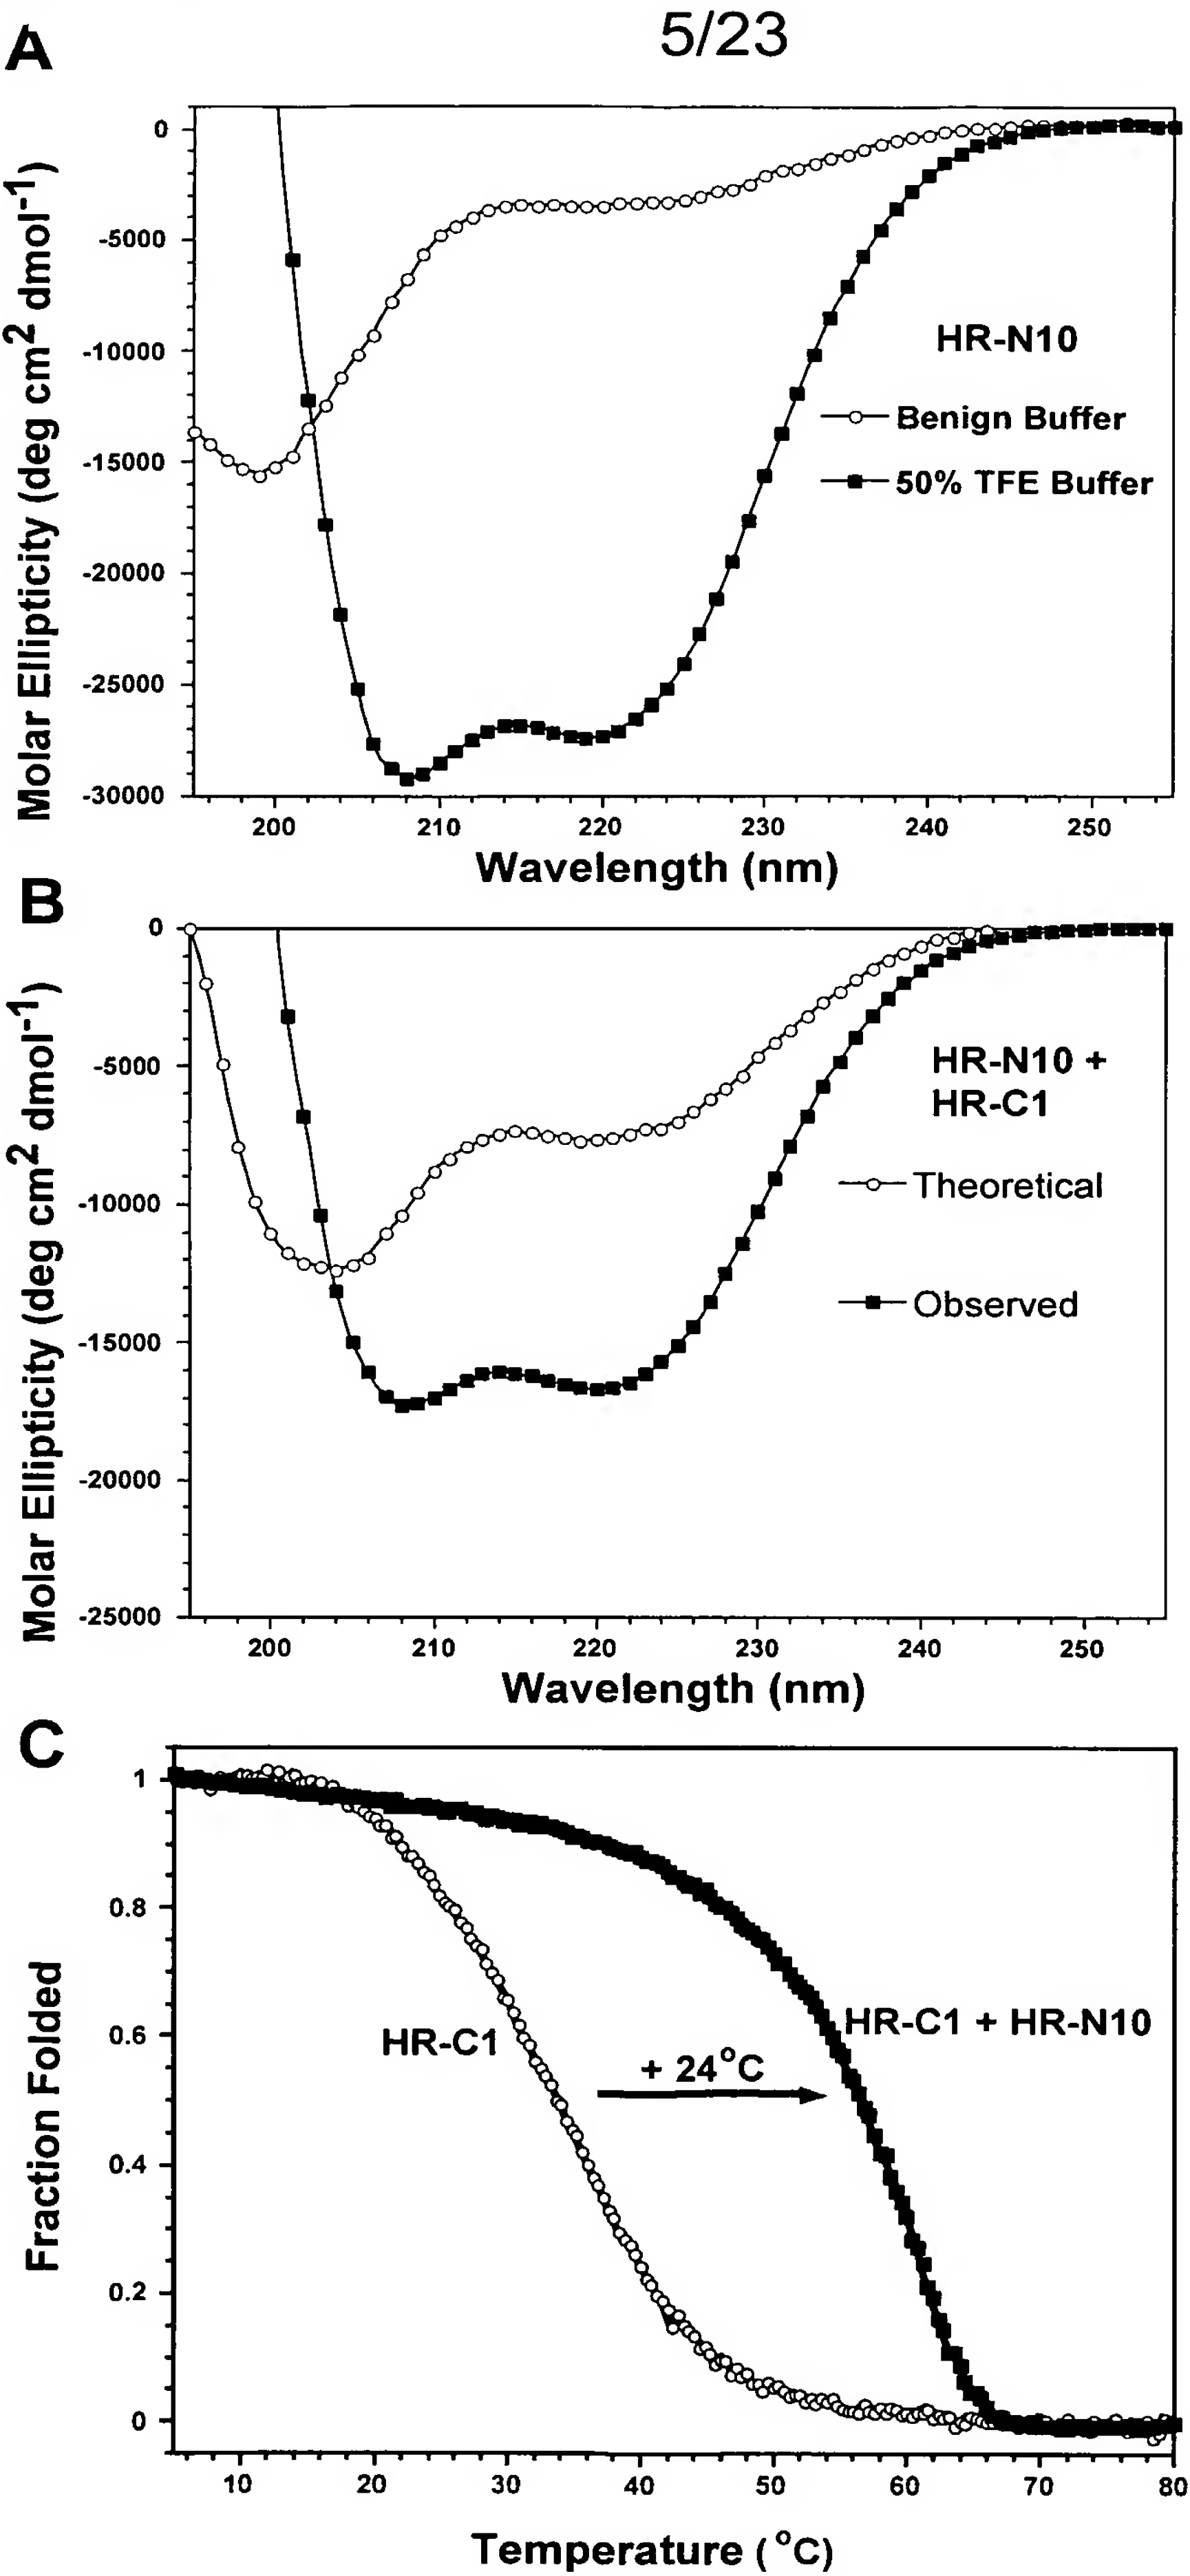 5/23
A
0
-5000
-10000
-15000
-20000
-25000
-30000
Molar Ellipticity (deg cm2 dmol-1)
HR-N10
Benign Buffer
50% TFE Buffer
200 210 220 230 240 250
Wavelength (nm)
B
0
-5000
-10000
-15000
-20000
-25000
Molar Ellipticity (deg cm2 dmol-1)
HR-N10 +
HR-C1
Theoretical
Observed
200 210 220 230 240 250
Wavelength (nm)
C
1
0.8
0.6
0.4
0.2
0
Fraction Folded
HR-C1
HR-C1 + HR-N10
+ 24°C
10 20 30 40 50 60 70 80
Temperature (°C)